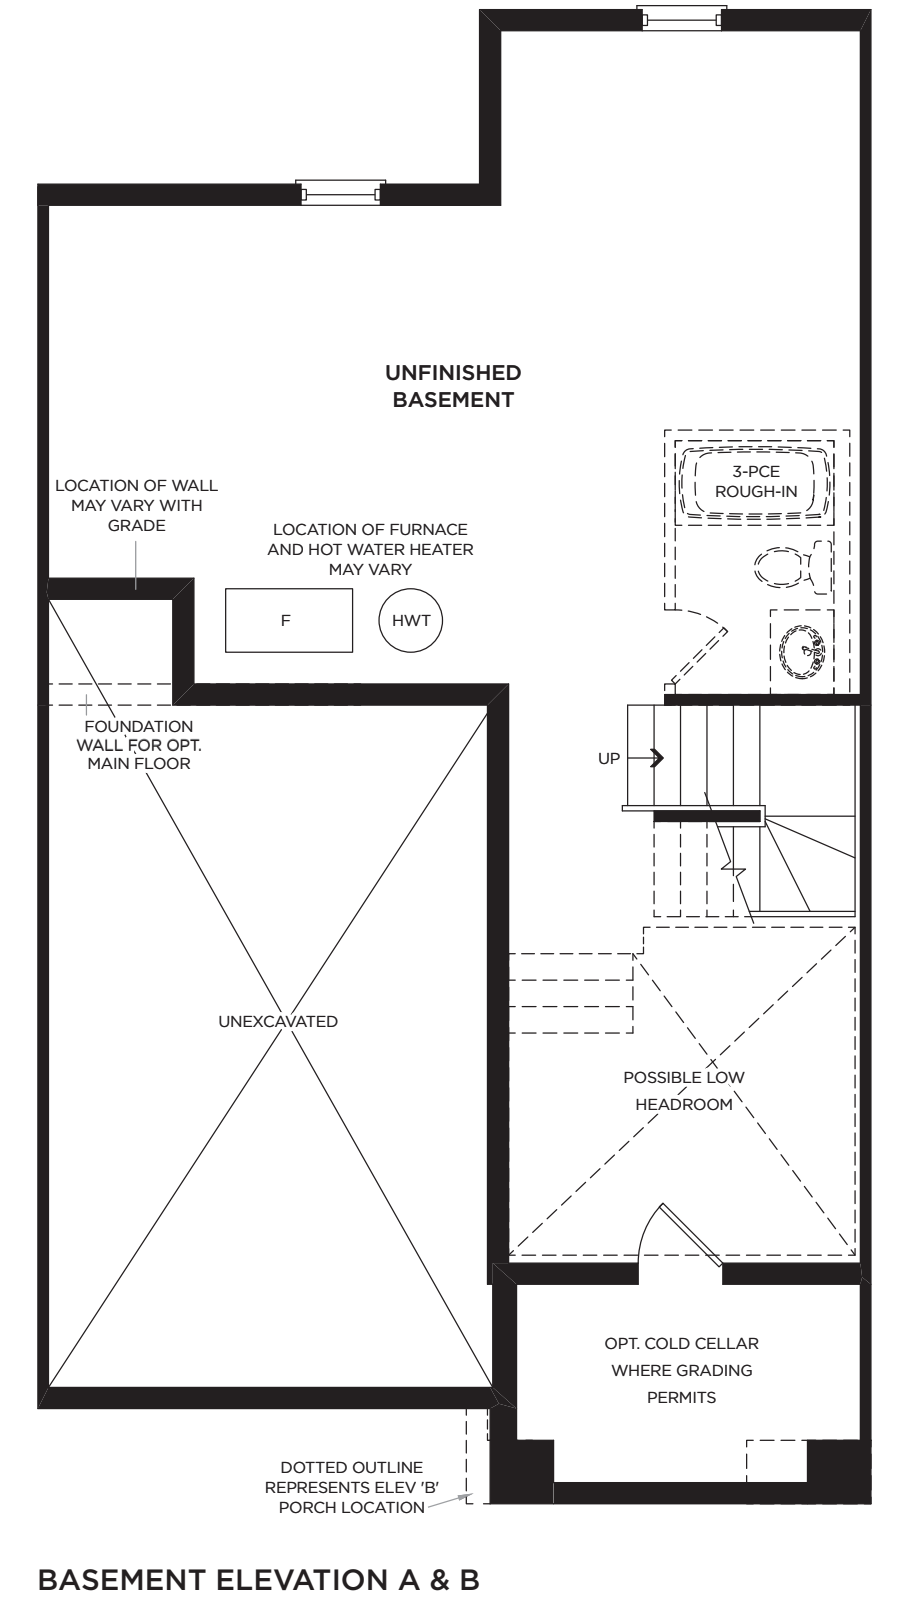 UNFINISHED
BASEMENT
3-PCE
ROUGH-IN
LOCATION OF WALL
MAY VARY WITH
GRADE
LOCATION OF FURNACE
AND HOT WATER HEATER
MAY VARY
F
HWT
FOUNDATION
WALL FOR OPT.
MAIN FLOOR
UP
UNEXCAVATED
POSSIBLE LOW
HEADROOM
OPT. COLD CELLAR
WHERE GRADING
PERMITS
DOTTED OUTLINE
REPRESENTS ELEV 'B'
PORCH LOCATION
BASEMENT ELEVATION A & B